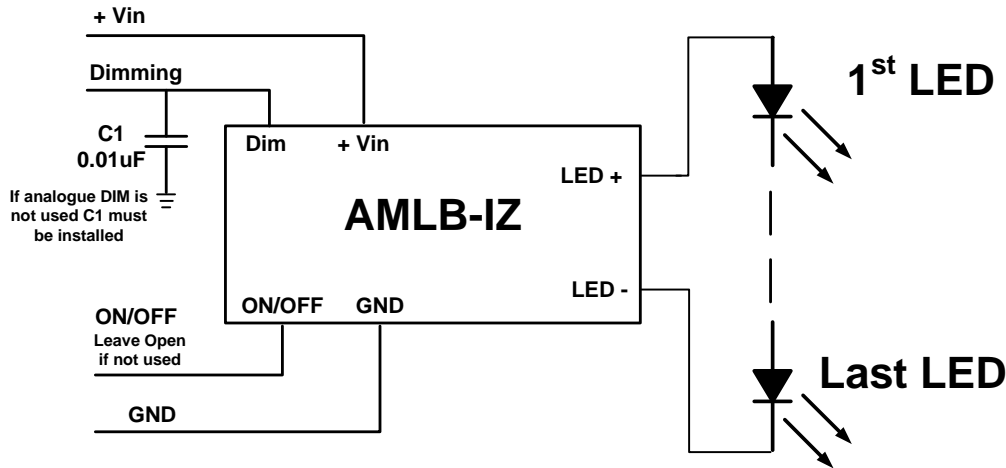 + Vin
Dimming
C1
0.01uF
If analogue DIM is
not used C1 must
be installed
Dim
+ Vin
LED +
AMLB-IZ
LED -
ON/OFF
GND
ON/OFF
Leave Open
if not used
GND
1st LED
Last LED